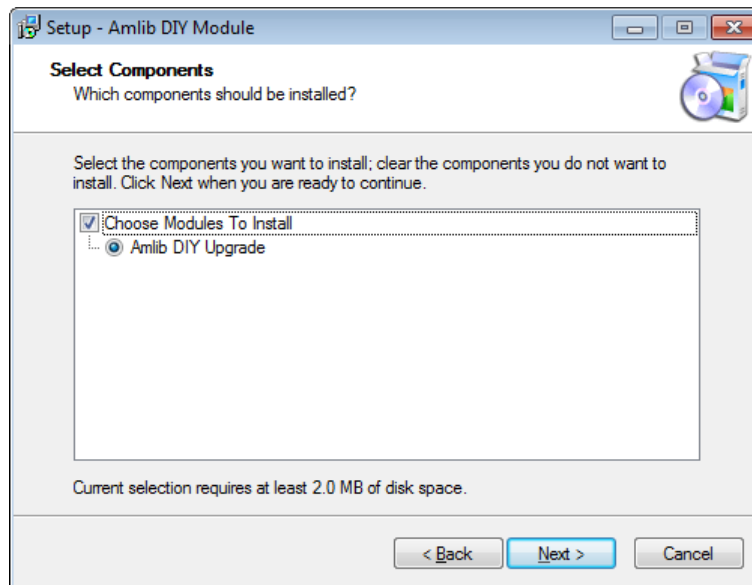 Setup - Amlib DIY Module
Select Components
Which components should be installed?
Select the components you want to install; clear the components you do not want to
install. Click Next when you are ready to continue.
Choose Modules To Install
Amlib DIY Upgrade
Current selection requires at least 2.0 MB of disk space.
< Back Next > Cancel